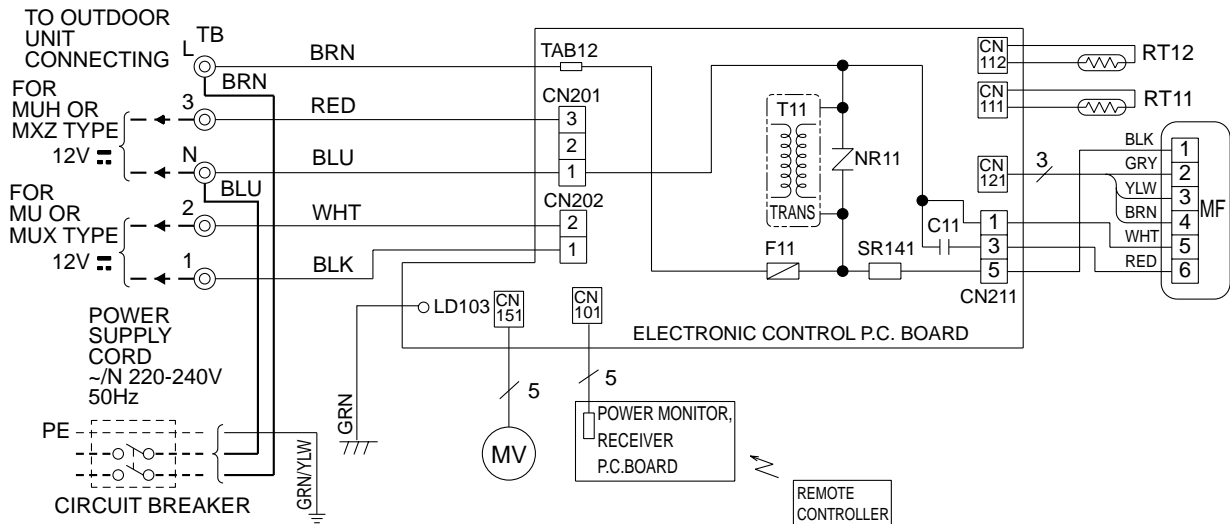 TO OUTDOOR
UNIT
CONNECTING
TB
L
BRN
BRN
TAB12
FOR
MUH OR
MXZ TYPE
12V
3
RED
N
BLU
BLU
CN201
3
2
1
FOR
MU OR
MUX TYPE
12V
2
WHT
1
BLK
CN202
2
1
T11
TRANS
NR11
F11
SR141
C11
CN
112
RT12
CN
111
RT11
CN
121
3
1
3
5
CN211
BLK
GRY
YLW
BRN
WHT
RED
1
2
3
4
5
6
MF
LD103
CN
151
CN
101
ELECTRONIC CONTROL P.C. BOARD
POWER
SUPPLY
CORD
~/N 220-240V
50Hz
PE
CIRCUIT BREAKER
GRN/YLW
GRN
5
MV
5
POWER MONITOR,
RECEIVER
P.C.BOARD
REMOTE
CONTROLLER